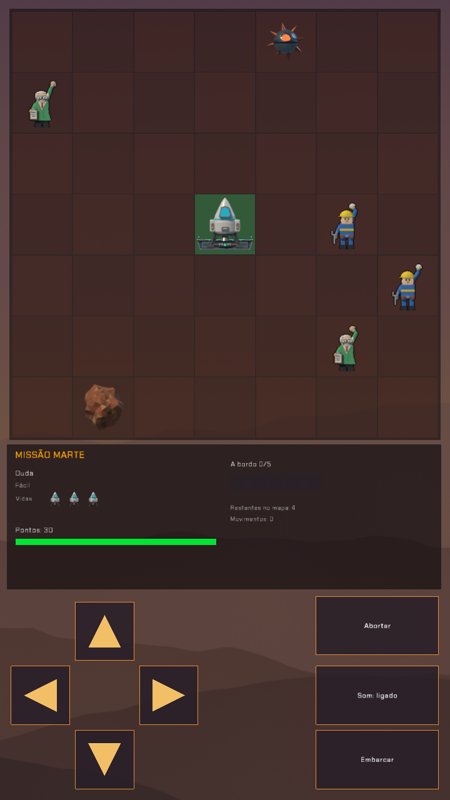 MISSÃO MARTE
Duda
Fácil
Vidas
Pontos: 30
A bordo 0/5
Restantes no mapa: 4
Movimentos: 0
Abortar
Som: ligado
Embarcar